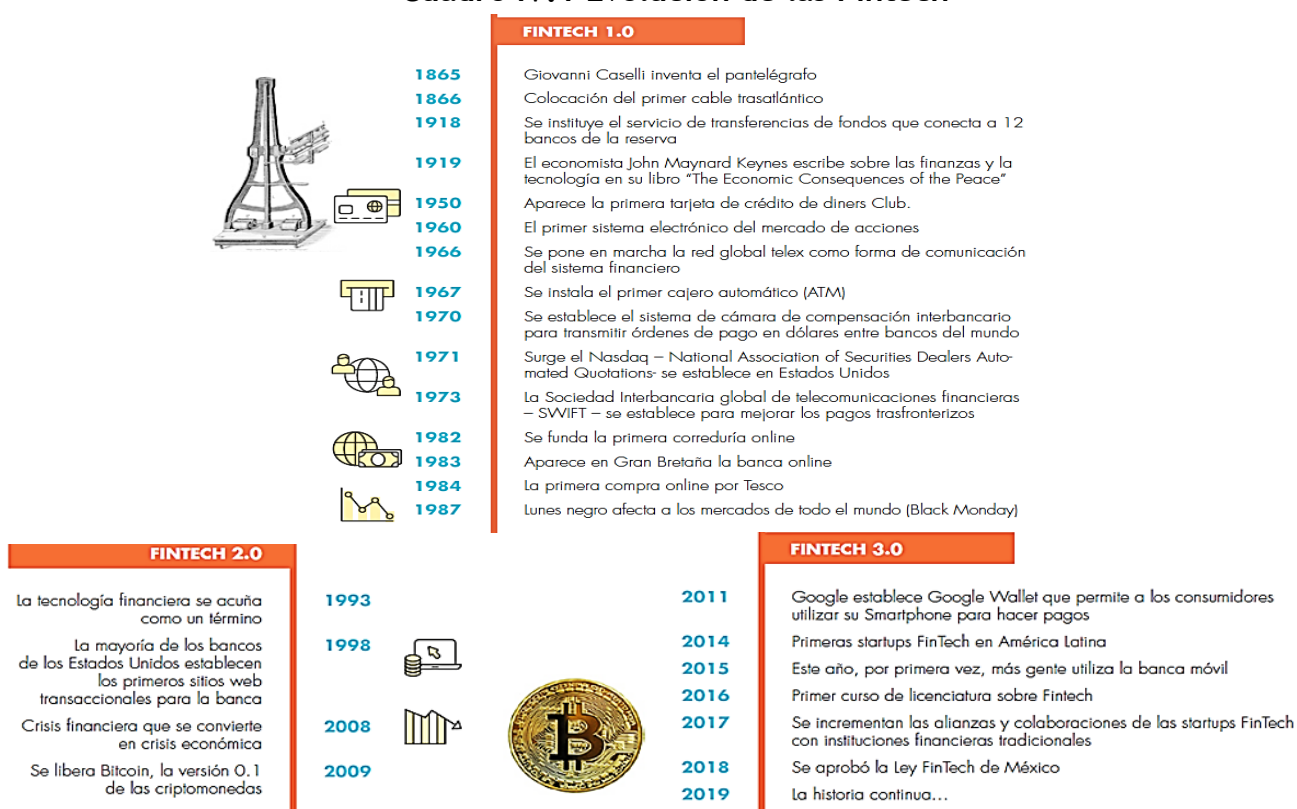 Cuadro IV.1 Evolución de las Fintech
FINTECH 1.0
1865 Giovanni Caselli inventa el pantelégrafo
1866 Colocación del primer cable trasatlántico
1918 Se instituye el servicio de transferencias de fondos que conecta a 12
bancos de la reserva
1919 El economista John Maynard Keynes escribe sobre las finanzas y la
tecnología en su libro “The Economic Consequences of the Peace”
1950 Aparece la primera tarjeta de crédito de diners Club.
1960 El primer sistema electrónico del mercado de acciones
1966 Se pone en marcha la red global telex como forma de comunicación
del sistema financiero
1967 Se instala el primer cajero automático (ATM)
1970 Se establece el sistema de cámara de compensación interbancario
para transmitir órdenes de pago en dólares entre bancos del mundo
1971 Surge el Nasdaq – National Association of Securities Dealers Auto-
mated Quotations- se establece en Estados Unidos
1973 La Sociedad Interbancaria global de telecomunicaciones financieras
– SWIFT – se establece para mejorar los pagos trasfronterizos
1982 Se funda la primera correduría online
1983 Aparece en Gran Bretaña la banca online
1984 La primera compra online por Tesco
1987 Lunes negro afecta a los mercados de todo el mundo (Black Monday)
FINTECH 2.0
La tecnología financiera se acuña 1993
como un término
La mayoría de los bancos 1998
de los Estados Unidos establecen
los primeros sitios web
transaccionales para la banca
Crisis financiera que se convierte 2008
en crisis económica
Se libera Bitcoin, la versión 0.1 2009
de las criptomonedas
FINTECH 3.0
2011 Google establece Google Wallet que permite a los consumidores
utilizar su Smartphone para hacer pagos
2014 Primeras startups FinTech en América Latina
2015 Este año, por primera vez, más gente utiliza la banca móvil
2016 Primer curso de licenciatura sobre Fintech
2017 Se incrementan las alianzas y colaboraciones de las startups FinTech
con instituciones financieras tradicionales
2018 Se aprobó la Ley FinTech de México
2019 La historia continua...